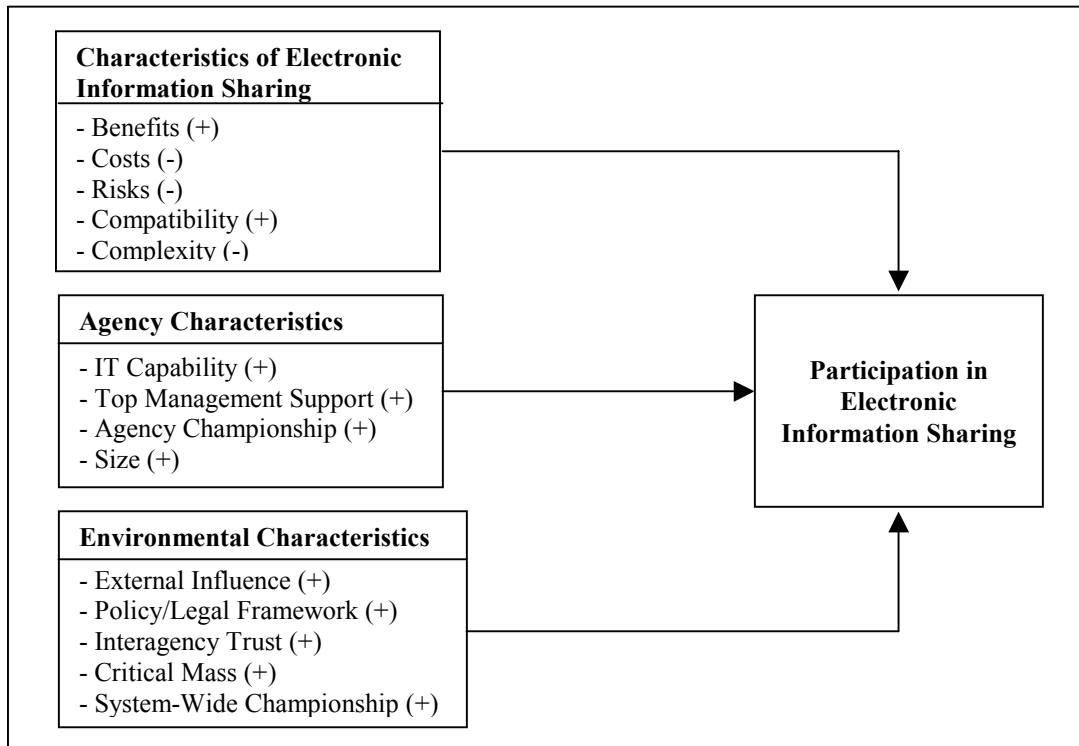 Characteristics of Electronic
Information Sharing
- Benefits (+)
- Costs (-)
- Risks (-)
- Compatibility (+)
- Complexity (-)
Agency Characteristics
- IT Capability (+)
- Top Management Support (+)
- Agency Championship (+)
- Size (+)
Environmental Characteristics
- External Influence (+)
- Policy/Legal Framework (+)
- Interagency Trust (+)
- Critical Mass (+)
- System-Wide Championship (+)
Participation in
Electronic
Information Sharing